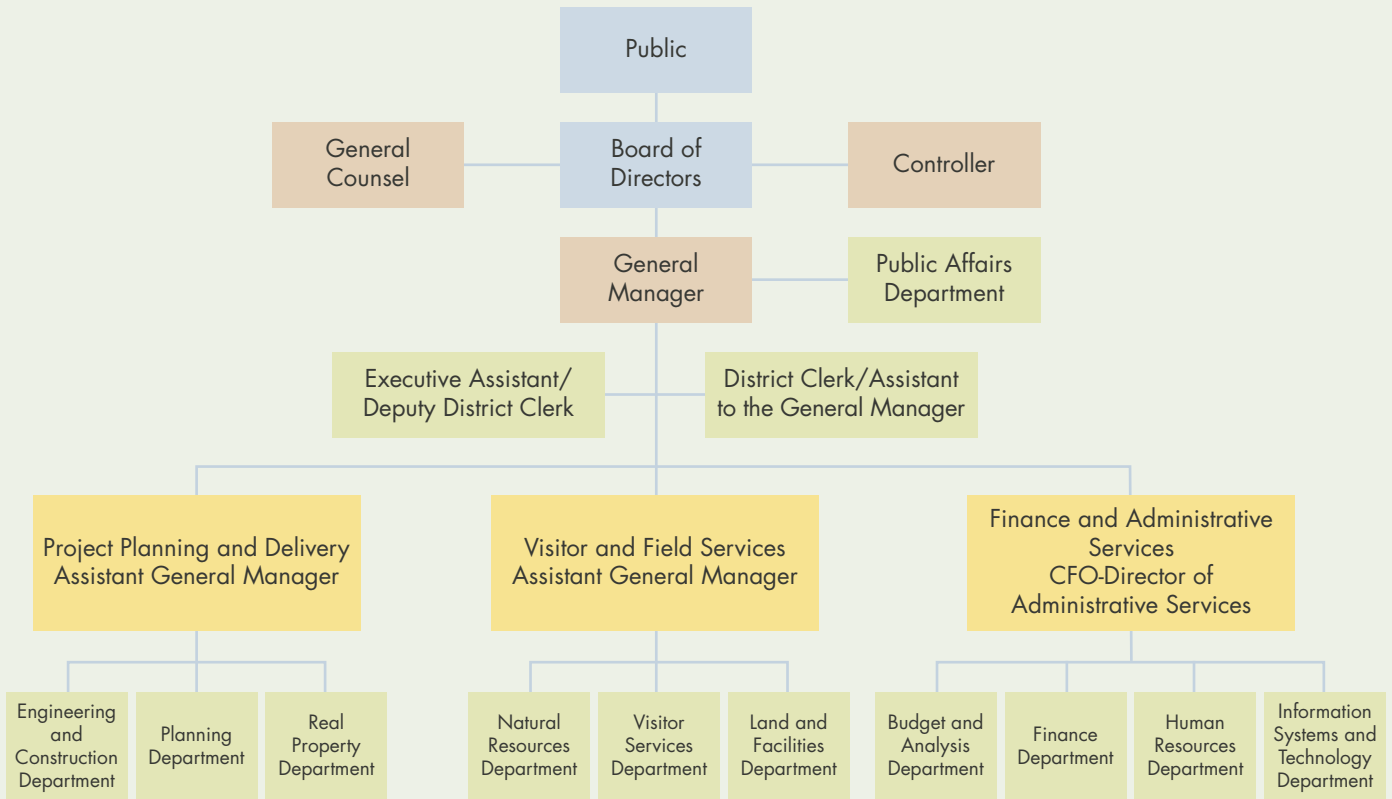 Public
General
Counsel
Board of
Directors
Controller
General
Manager
Public Affairs
Department
Executive Assistant/
Deputy District Clerk
District Clerk/Assistant
to the General Manager
Project Planning and Delivery
Assistant General Manager
Visitor and Field Services
Assistant General Manager
Finance and Administrative
Services
CFO-Director of
Administrative Services
Engineering
and
Construction
Department
Planning
Department
Real
Property
Department
Natural
Resources
Department
Visitor
Services
Department
Land and
Facilities
Department
Budget and
Analysis
Department
Finance
Department
Human
Resources
Department
Information
Systems and
Technology
Department